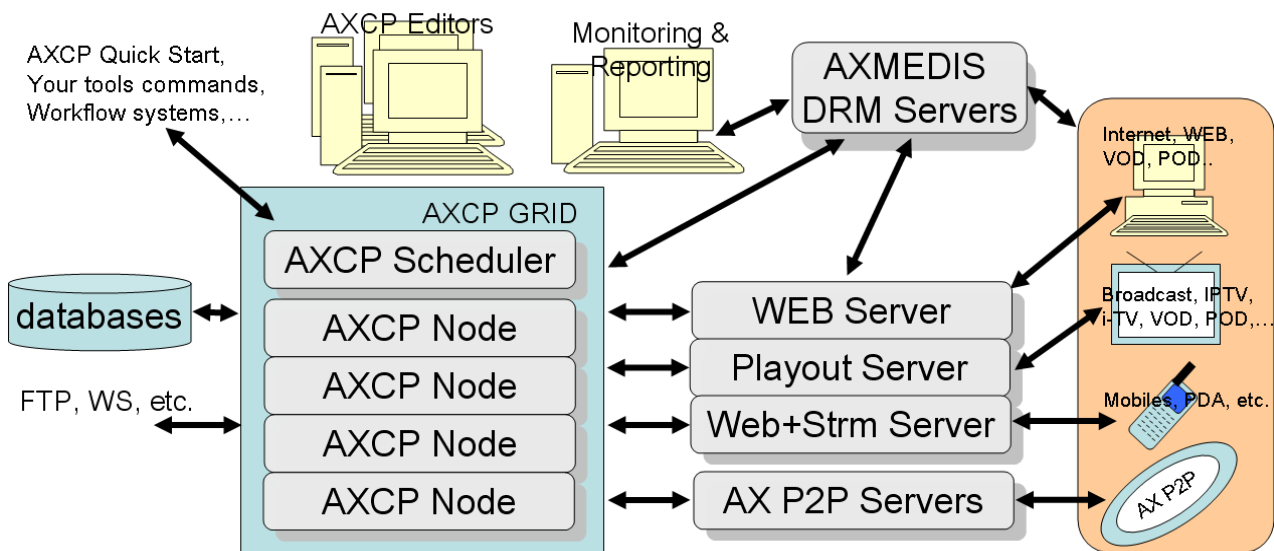 AXCP Editors
AXCP Quick Start,
Your tools commands,
Workflow systems,…
Monitoring &
Reporting
AXMEDIS
DRM Servers
Internet, WEB,
VOD, POD..
AXCP GRID
AXCP Scheduler
databases
AXCP Node
AXCP Node
AXCP Node
AXCP Node
FTP, WS, etc.
WEB Server
Playout Server
Web+Strm Server
AX P2P Servers
Broadcast, IPTV,
i-TV, VOD, POD,…
Mobiles, PDA, etc.
AX P2P